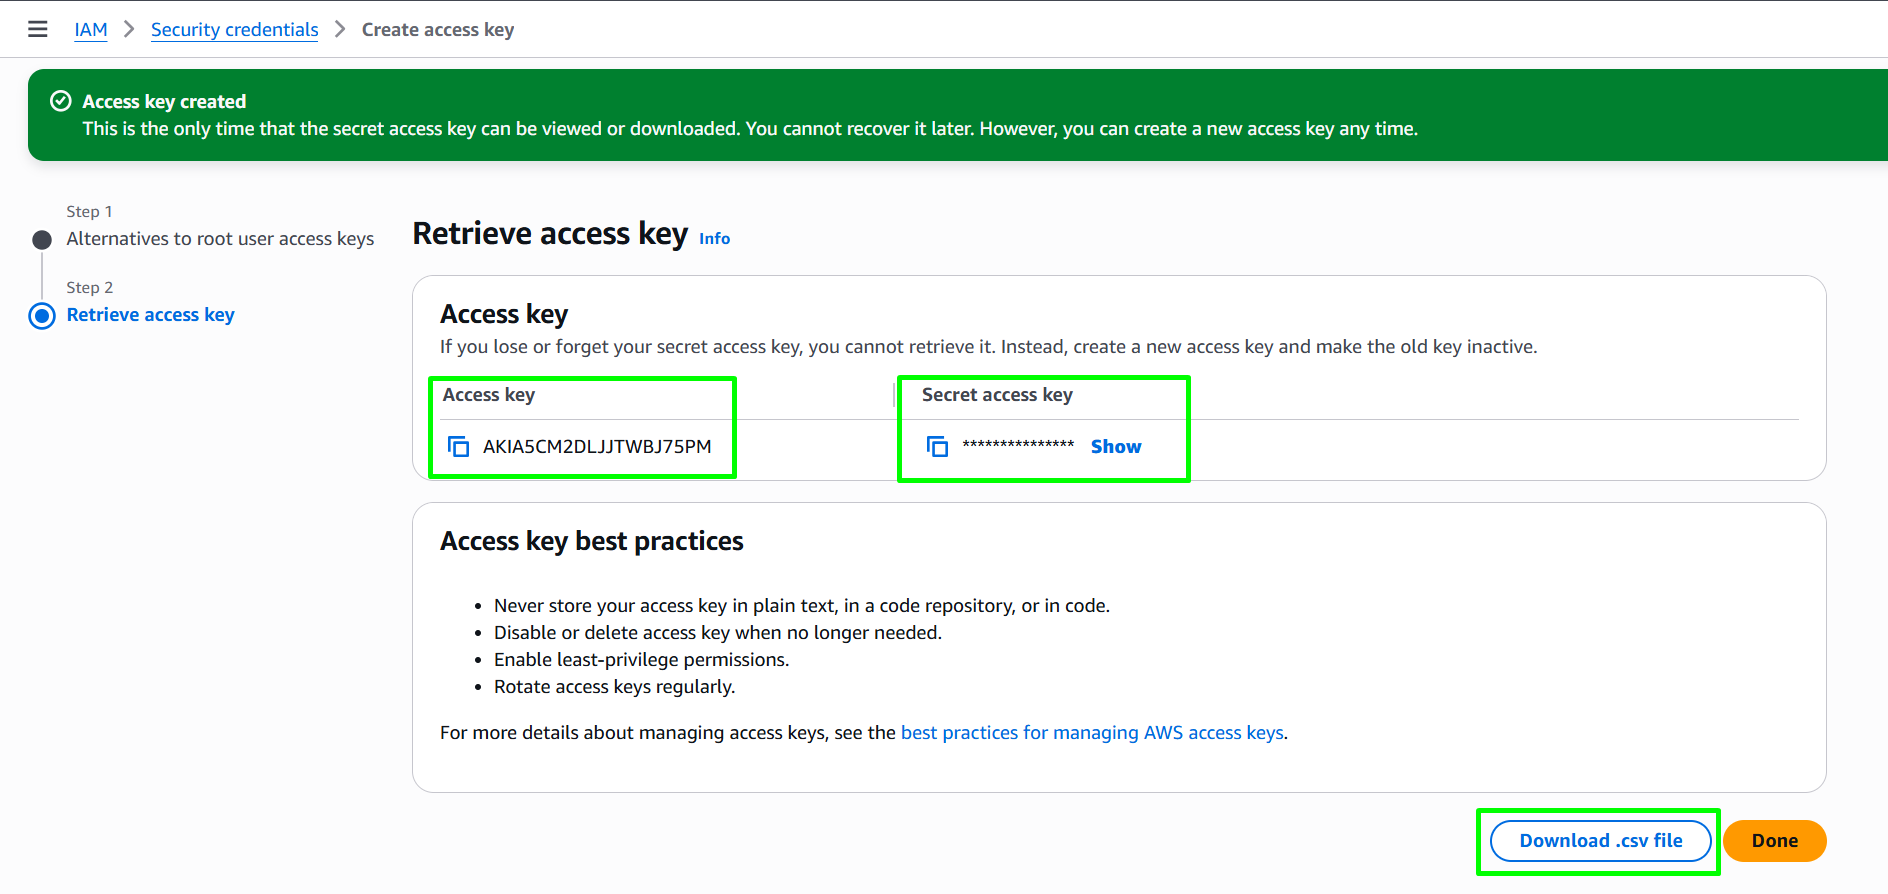 IAM > Security credentials > Create access key
Access key created
This is the only time that the secret access key can be viewed or downloaded. You cannot recover it later. However, you can create a new access key any time.
Step 1
Alternatives to root user access keys
Step 2
Retrieve access key
Retrieve access key Info
Access key
If you lose or forget your secret access key, you cannot retrieve it. Instead, create a new access key and make the old key inactive.
Access key Secret access key
AKIA5CM2DLJJTWBJ75PM *************** Show
Access key best practices
• Never store your access key in plain text, in a code repository, or in code.
• Disable or delete access key when no longer needed.
• Enable least-privilege permissions.
• Rotate access keys regularly.
For more details about managing access keys, see the best practices for managing AWS access keys.
Download .csv file Done